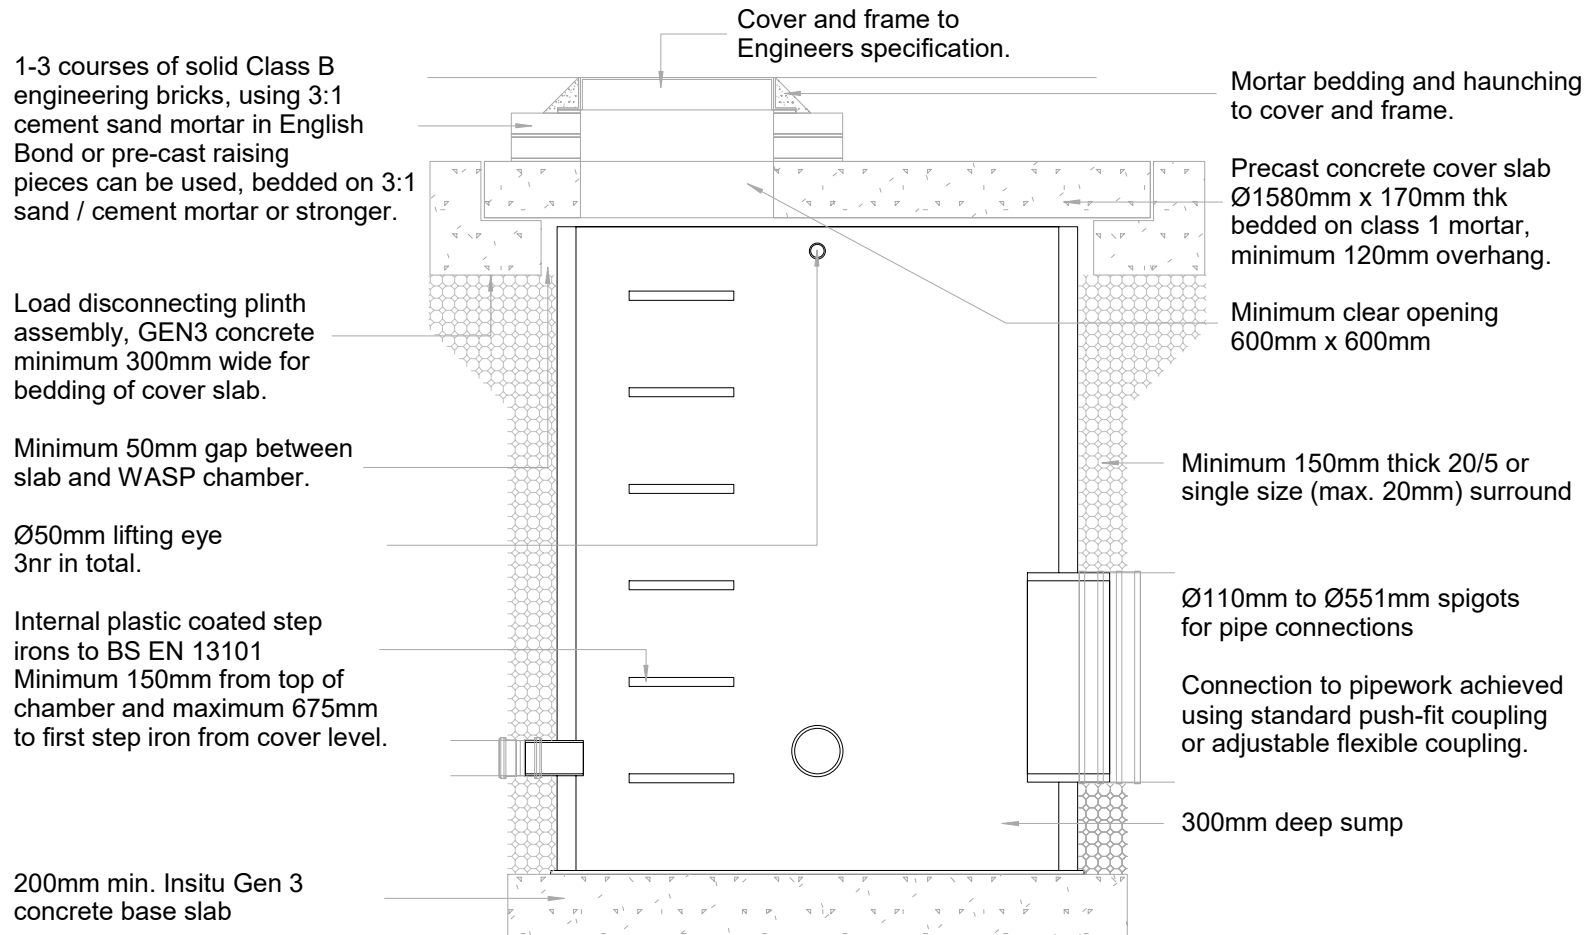 Cover and frame to
Engineers specification.
1-3 courses of solid Class B
engineering bricks, using 3:1
cement sand mortar in English
Bond or pre-cast raising
pieces can be used, bedded on 3:1
sand / cement mortar or stronger.
Load disconnecting plinth
assembly, GEN3 concrete
minimum 300mm wide for
bedding of cover slab.
Minimum 50mm gap between
slab and WASP chamber.
Ø50mm lifting eye
3nr in total.
Internal plastic coated step
irons to BS EN 13101
Minimum 150mm from top of
chamber and maximum 675mm
to first step iron from cover level.
200mm min. Insitu Gen 3
concrete base slab
Mortar bedding and haunching
to cover and frame.
Precast concrete cover slab
Ø1580mm x 170mm thk
bedded on class 1 mortar,
minimum 120mm overhang.
Minimum clear opening
600mm x 600mm
Minimum 150mm thick 20/5 or
single size (max. 20mm) surround
Ø110mm to Ø551mm spigots
for pipe connections
Connection to pipework achieved
using standard push-fit coupling
or adjustable flexible coupling.
300mm deep sump